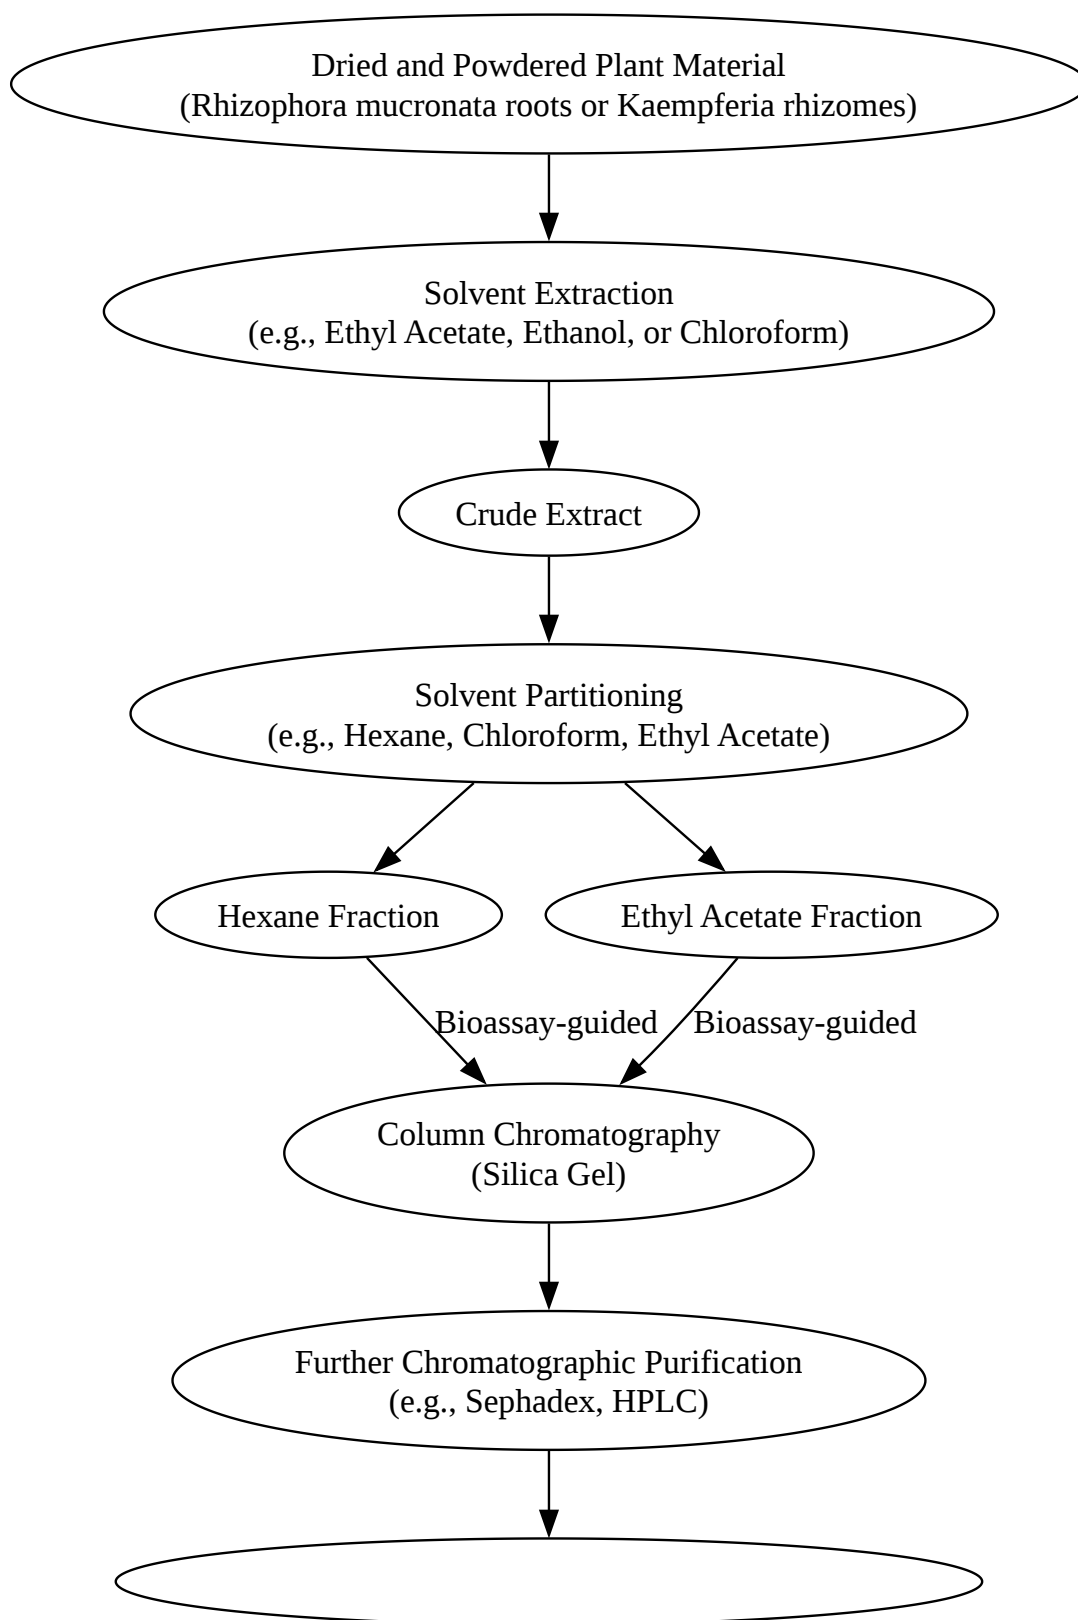 Dried and Powdered Plant Material
(Rhizophora mucronata roots or Kaempferia rhizomes)
Solvent Extraction
(e.g., Ethyl Acetate, Ethanol, or Chloroform)
Crude Extract
Solvent Partitioning
(e.g., Hexane, Chloroform, Ethyl Acetate)
Hexane Fraction
Ethyl Acetate Fraction
Bioassay-guided
Bioassay-guided
Column Chromatography
(Silica Gel)
Further Chromatographic Purification
(e.g., Sephadex, HPLC)